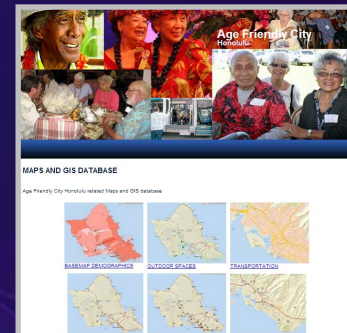 Age Friendly City
Honolulu
MAPS AND GIS DATABASE
Age Friendly City Honolulu related Maps and GIS database
BASEMAP DEMOGRAPHICS OUTDOOR SPACES TRANSPORTATION